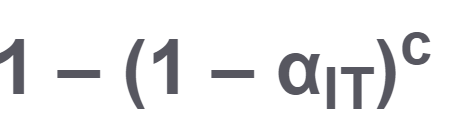 1 – (1 – α_IT)^c